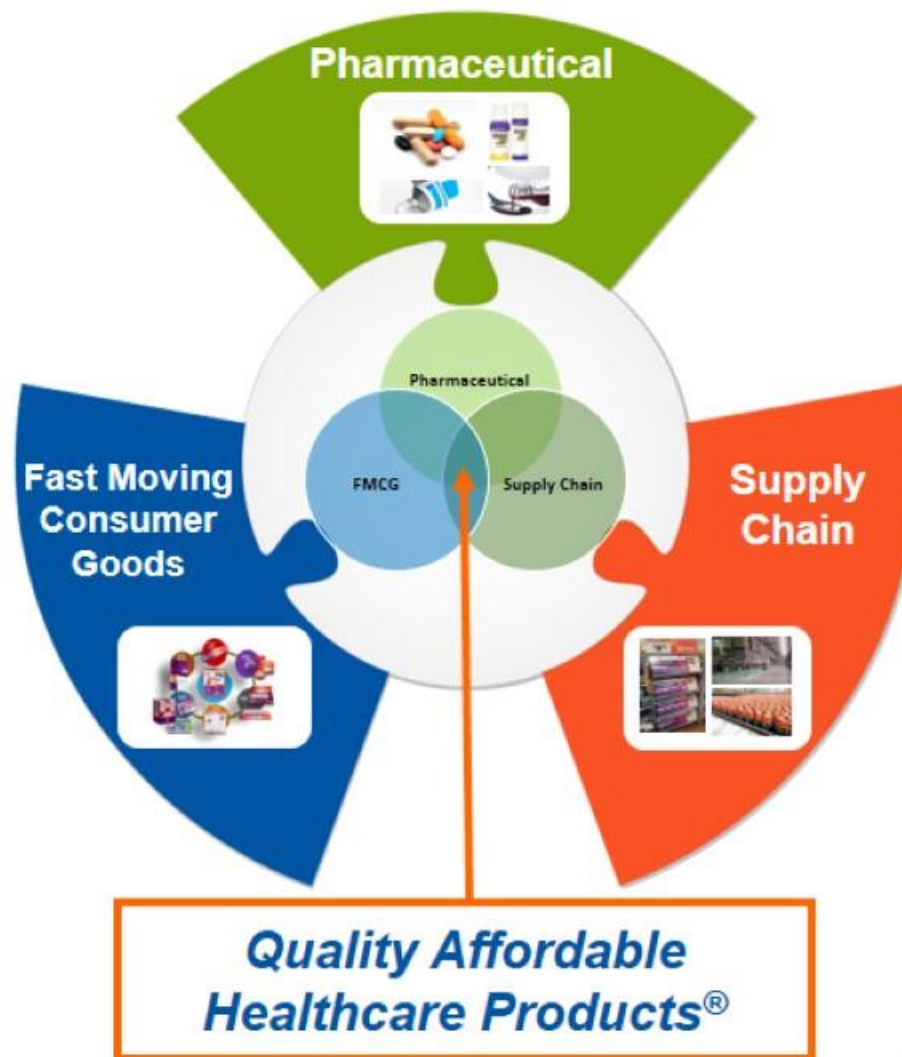 Pharmaceutical
Pharmaceutical
FMCG
Supply Chain
Fast Moving
Consumer
Goods
Supply
Chain
Quality Affordable
Healthcare Products®